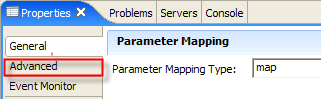 Properties Problems Servers Console
General
Parameter Mapping
Advanced
Parameter Mapping Type: map
Event Monitor